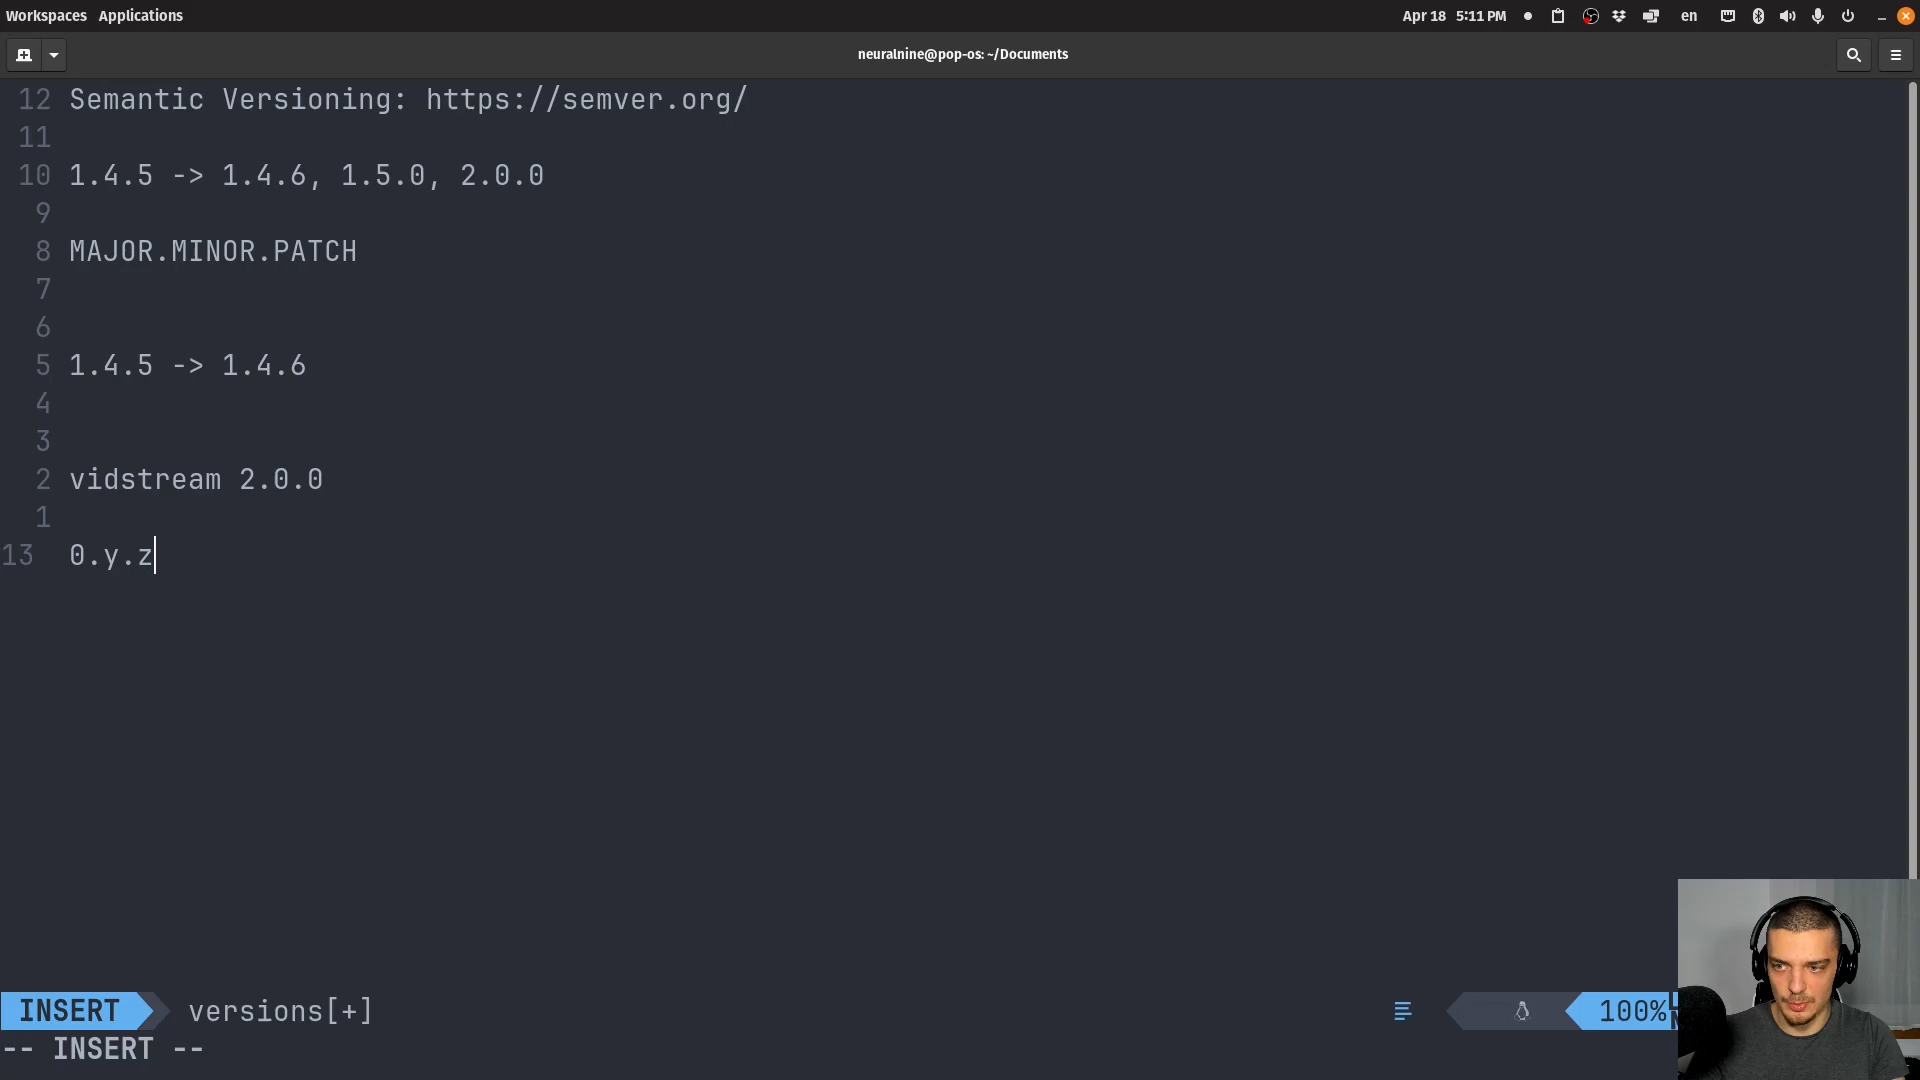 Workspaces Applications
Apr 18 5:11 PM
en
neuralnine@pop-os: ~/Documents
12 Semantic Versioning: https://semver.org/
11
10 1.4.5 -> 1.4.6, 1.5.0, 2.0.0
9
8 MAJOR.MINOR.PATCH
7
6
5 1.4.5 -> 1.4.6
4
3
2 vidstream 2.0.0
1
13 0.y.z
INSERT versions[+]
100%
-- INSERT --